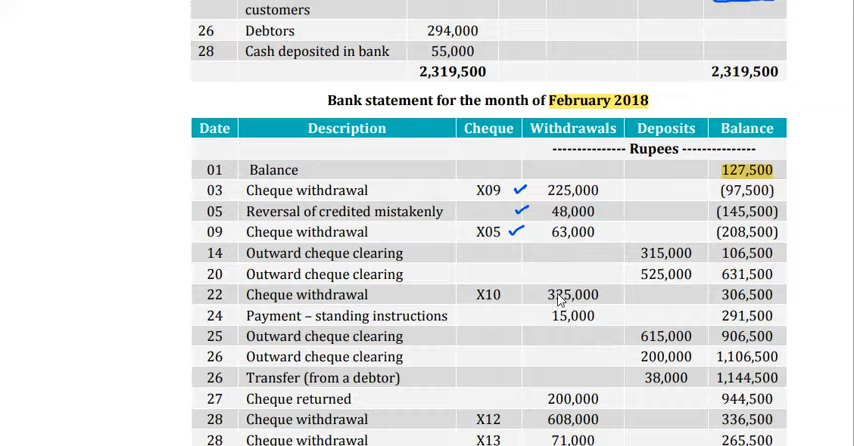 customers
26 Debtors 294,000
28 Cash deposited in bank 55,000
2,319,500 2,319,500
Bank statement for the month of February 2018
Date Description Cheque Withdrawals Deposits Balance
--------------- Rupees ---------------
01 Balance 127,500
03 Cheque withdrawal X09 225,000 (97,500)
05 Reversal of credited mistakenly 48,000 (145,500)
09 Cheque withdrawal X05 63,000 (208,500)
14 Outward cheque clearing 315,000 106,500
20 Outward cheque clearing 525,000 631,500
22 Cheque withdrawal X10 325,000 306,500
24 Payment – standing instructions 15,000 291,500
25 Outward cheque clearing 615,000 906,500
26 Outward cheque clearing 200,000 1,106,500
26 Transfer (from a debtor) 38,000 1,144,500
27 Cheque returned 200,000 944,500
28 Cheque withdrawal X12 608,000 336,500
28 Cheque withdrawal X13 71,000 265,500